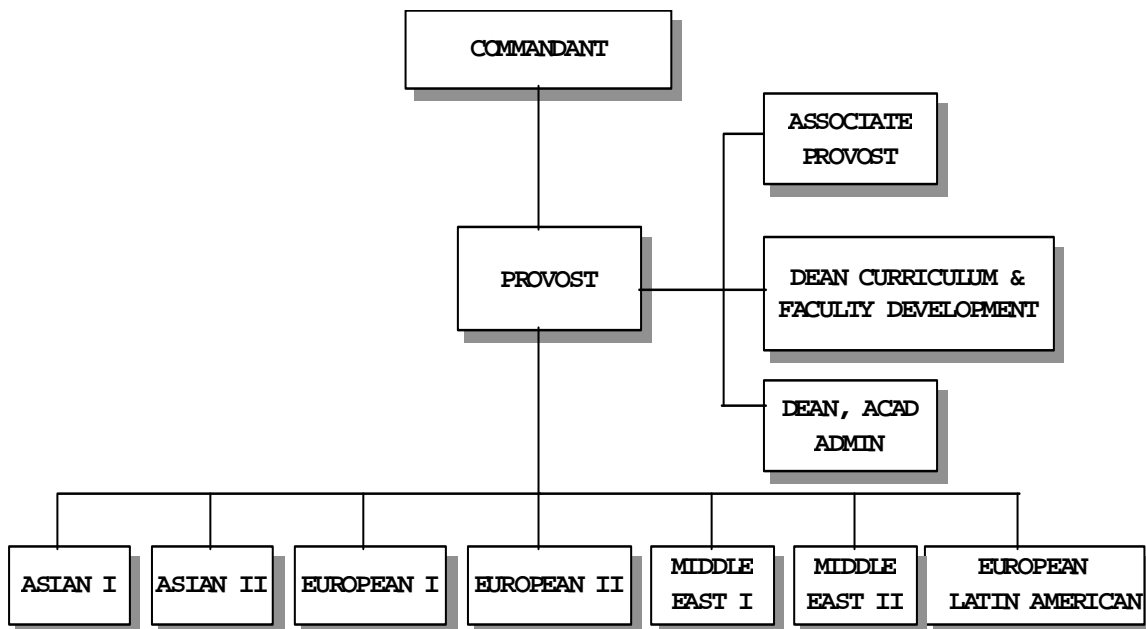 COMMANDANT
ASSOCIATE
PROVOST
PROVOST
DEAN CURRICULUM &
FACULTY DEVELOPMENT
DEAN, ACAD
ADMIN
ASIAN I
ASIAN II
EUROPEAN I
EUROPEAN II
MIDDLE
EAST I
MIDDLE
EAST II
EUROPEAN
LATIN AMERICAN